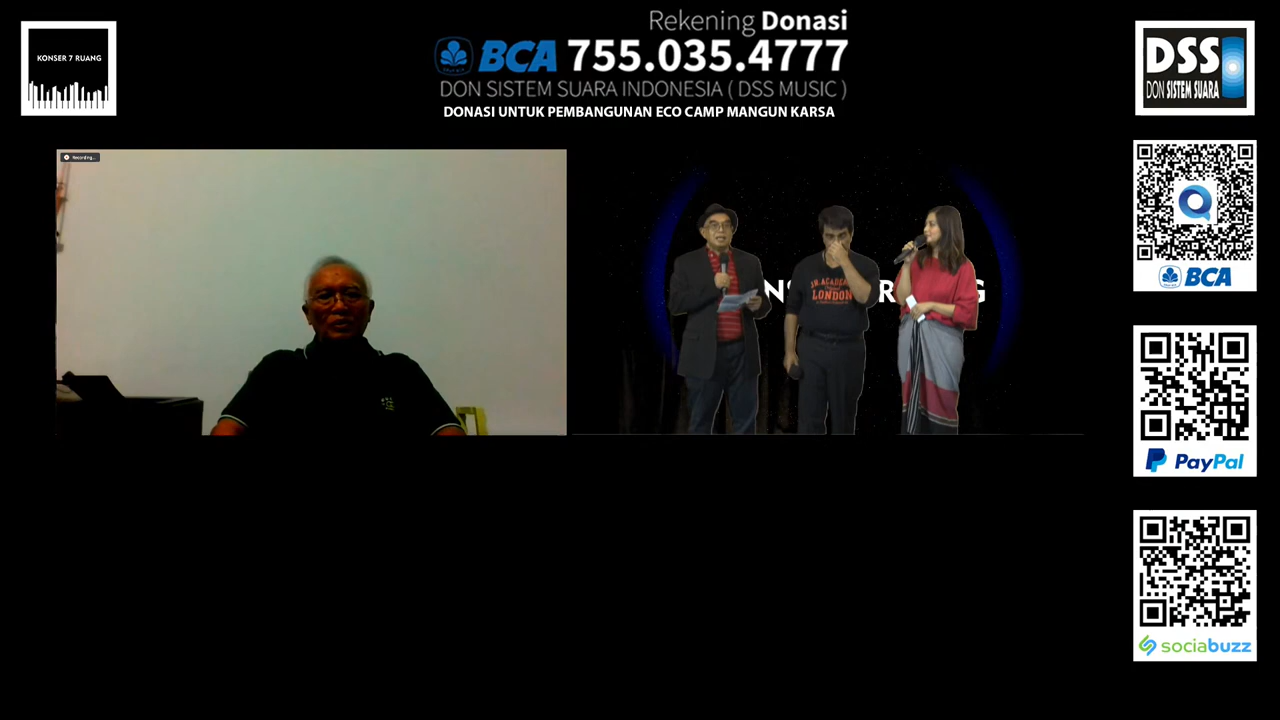 KONSER 7 RUANG
Rekening Donasi
BCA 755.035.4777
DON SISTEM SUARA INDONESIA ( DSS MUSIC )
DONASI UNTUK PEMBANGUNAN ECO CAMP MANGUN KARSA
DSS
DON SISTEM SUARA
Recording...
LONDON
BCA
PayPal
sociabuzz